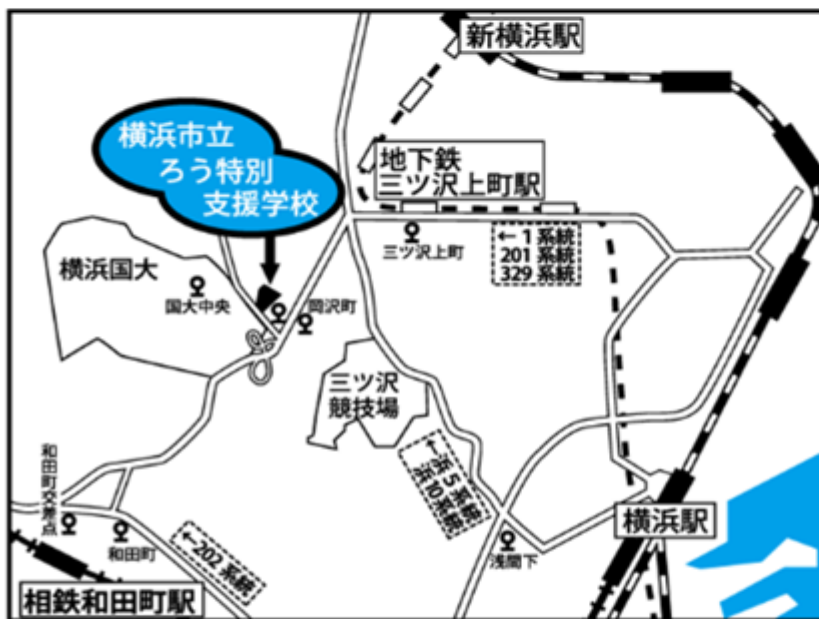 新横浜駅
横浜市立
ろう特別
支援学校
地下鉄
三ツ沢上町駅
三ツ沢上町
←1系統
201系統
329系統
横浜国大
国大中央
岡沢町
三ツ沢
競技場
←浜5系統
浜10系統
和田町交差点
和田町
←202系統
浅間下
横浜駅
相鉄和田町駅